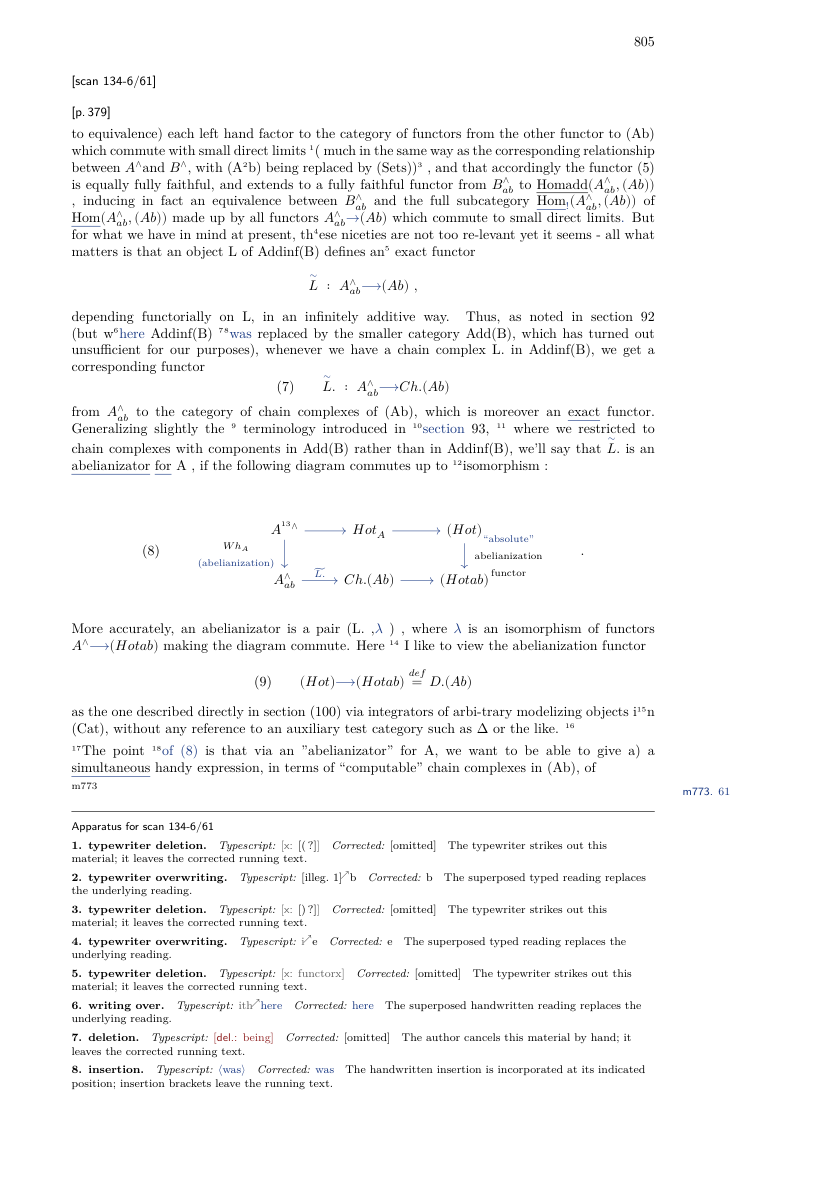 805
[scan 134-6/61]
[p. 379]
to equivalence) each left hand factor to the category of functors from the other functor to (Ab)
which commute with small direct limits ¹( much in the same way as the corresponding relationship
between A^∧and B^∧, with (A²b) being replaced by (Sets))³ , and that accordingly the functor (5)
is equally fully faithful, and extends to a fully faithful functor from B^∧_ab to Homadd(A^∧_ab, (Ab))
, inducing in fact an equivalence between B^∧_ab and the full subcategory Hom_!(A^∧_ab, (Ab)) of
Hom(A^∧_ab, (Ab)) made up by all functors A^∧_ab→(Ab) which commute to small direct limits. But
for what we have in mind at present, th⁴ese niceties are not too re-levant yet it seems - all what
matters is that an object L of Addinf(B) defines an⁵ exact functor
L̃ : A^∧_ab⟶(Ab) ,
depending functorially on L, in an infinitely additive way. Thus, as noted in section 92
(but w⁶here Addinf(B) ⁷⁸was replaced by the smaller category Add(B), which has turned out
unsufficient for our purposes), whenever we have a chain complex L. in Addinf(B), we get a
corresponding functor
(7) L̃. : A^∧_ab⟶Ch.(Ab)
from A^∧_ab to the category of chain complexes of (Ab), which is moreover an exact functor.
Generalizing slightly the ⁹ terminology introduced in ¹⁰section 93, ¹¹ where we restricted to
chain complexes with components in Add(B) rather than in Addinf(B), we'll say that L̃. is an
abelianizator for A , if the following diagram commutes up to ¹²isomorphism :
A¹³^∧ ⟶ Hot_A ⟶ (Hot)
"absolute"
(8) Wh_A ↓ ↓ abelianization .
(abelianization) functor
A^∧_ab ⟶ L̃. Ch.(Ab) ⟶ (Hotab)
More accurately, an abelianizator is a pair (L. ,λ ) , where λ is an isomorphism of functors
A^∧⟶(Hotab) making the diagram commute. Here ¹⁴ I like to view the abelianization functor
(9) (Hot)⟶(Hotab) def= D.(Ab)
as the one described directly in section (100) via integrators of arbi-trary modelizing objects i¹⁵n
(Cat), without any reference to an auxiliary test category such as Δ or the like. ¹⁶
¹⁷The point ¹⁸of (8) is that via an ”abelianizator” for A, we want to be able to give a) a
simultaneous handy expression, in terms of “computable” chain complexes in (Ab), of
m773
m773. 61
Apparatus for scan 134-6/61
1. typewriter deletion. Typescript: [x: [( ?]] Corrected: [omitted] The typewriter strikes out this
material; it leaves the corrected running text.
2. typewriter overwriting. Typescript: [illeg. 1]↗b Corrected: b The superposed typed reading replaces
the underlying reading.
3. typewriter deletion. Typescript: [x: [) ?]] Corrected: [omitted] The typewriter strikes out this
material; it leaves the corrected running text.
4. typewriter overwriting. Typescript: i↗e Corrected: e The superposed typed reading replaces the
underlying reading.
5. typewriter deletion. Typescript: [x: functorx] Corrected: [omitted] The typewriter strikes out this
material; it leaves the corrected running text.
6. writing over. Typescript: ith↗here Corrected: here The superposed handwritten reading replaces the
underlying reading.
7. deletion. Typescript: [del.: being] Corrected: [omitted] The author cancels this material by hand; it
leaves the corrected running text.
8. insertion. Typescript: ⟨was⟩ Corrected: was The handwritten insertion is incorporated at its indicated
position; insertion brackets leave the running text.